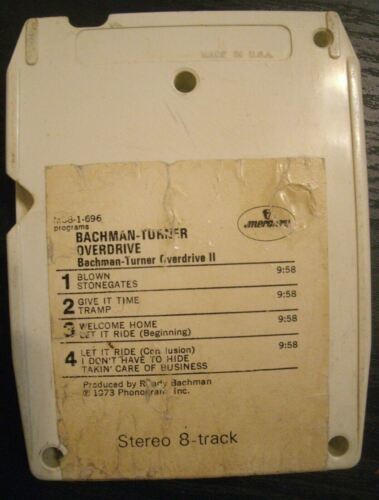 MADE IN U.S.A.
MC8-1-696
programs
BACHMAN-TURNER
OVERDRIVE
Bachman-Turner Overdrive II
mercury
1 BLOWN 9:58
STONEGATES
2 GIVE IT TIME 9:58
TRAMP
3 WELCOME HOME 9:58
LET IT RIDE (Beginning)
4 LET IT RIDE (Conclusion) 9:58
I DON'T HAVE TO HIDE
TAKIN' CARE OF BUSINESS
Produced by Randy Bachman
℗ 1973 Phonogram, Inc.
Stereo 8-track